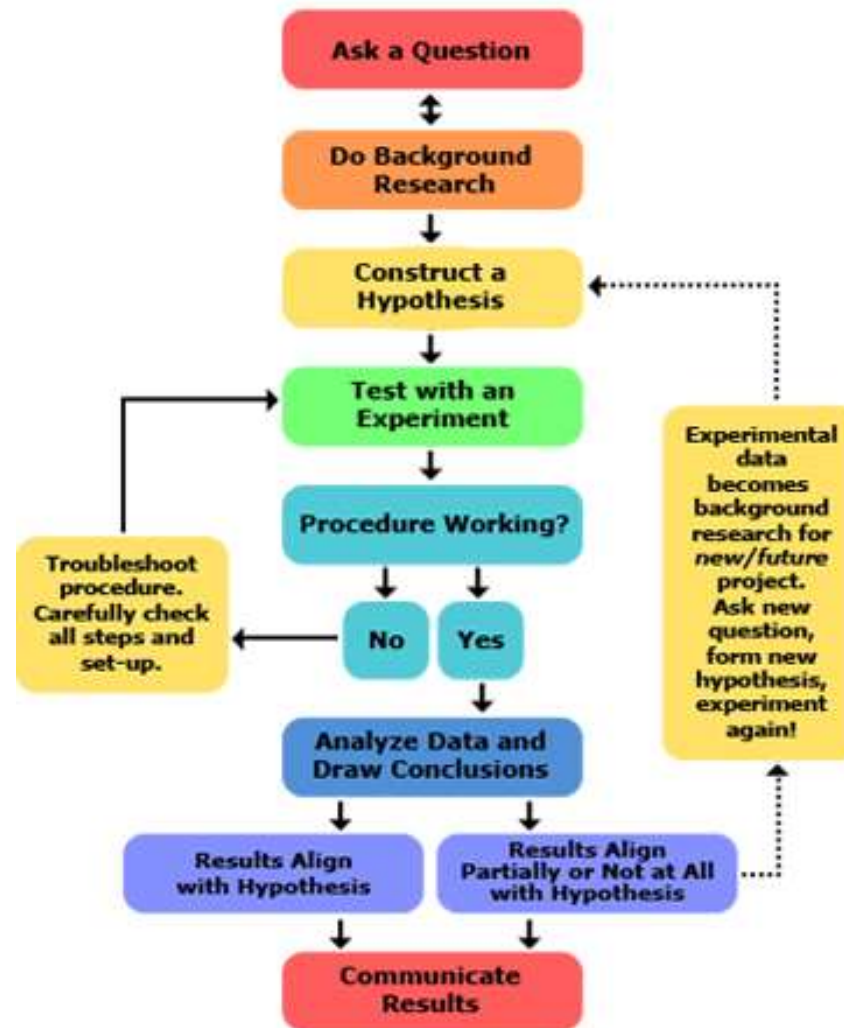 Ask a Question
Do Background
Research
Construct a
Hypothesis
Test with an
Experiment
Procedure Working?
Troubleshoot
procedure.
Carefully check
all steps and
set-up.
No
Yes
Experimental
data
becomes
background
research for
new/future
project.
Ask new
question,
form new
hypothesis,
experiment
again!
Analyze Data and
Draw Conclusions
Results Align
with Hypothesis
Results Align
Partially or Not at All
with Hypothesis
Communicate
Results